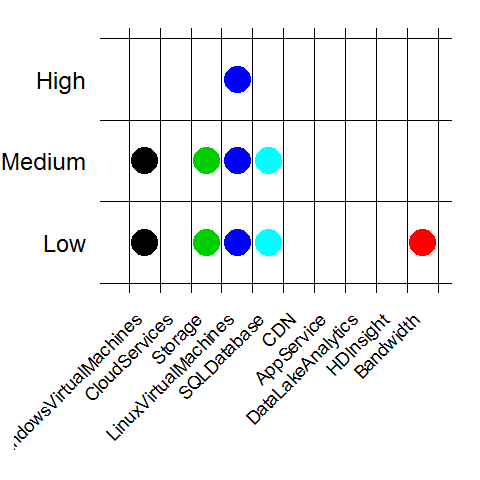 High
Medium
Low
ndowsVirtualMachines
CloudServices
Storage
LinuxVirtualMachines
SQLDatabase
CDN
AppService
DataLakeAnalytics
HDInsight
Bandwidth